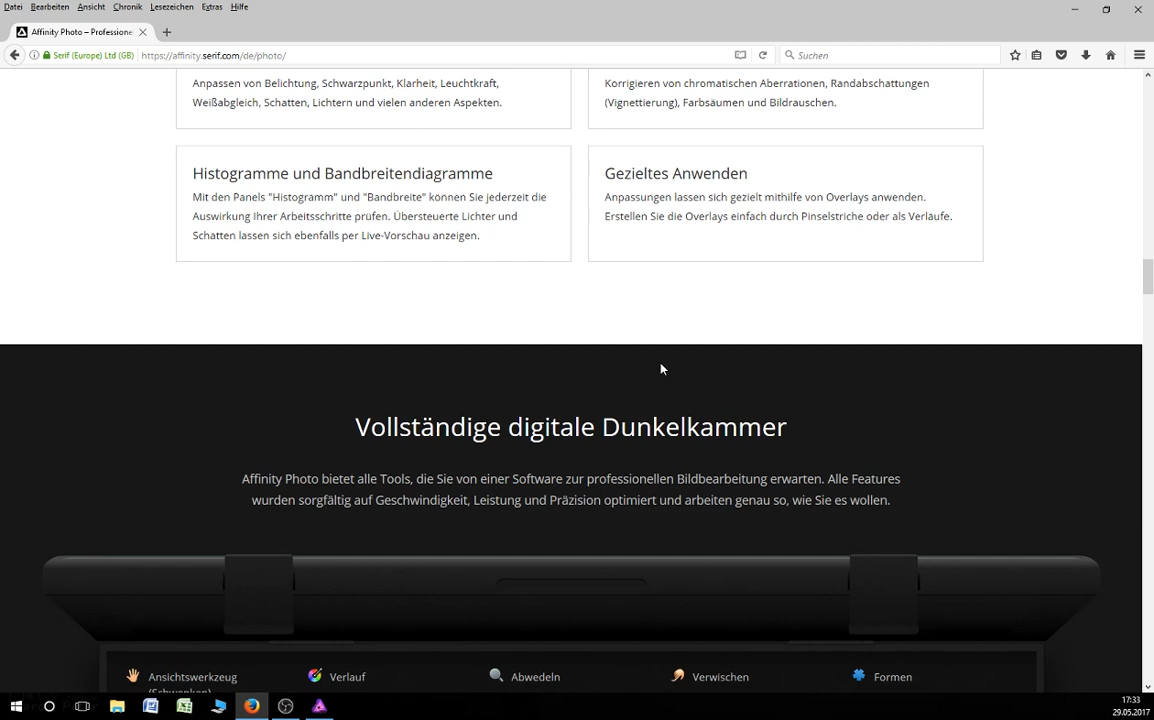 Datei Bearbeiten Ansicht Chronik Lesezeichen Extras Hilfe
Affinity Photo – Professione
Serif (Europe) Ltd (GB) https://affinity.serif.com/de/photo/ Suchen
Anpassen von Belichtung, Schwarzpunkt, Klarheit, Leuchtkraft,
Weißabgleich, Schatten, Lichtern und vielen anderen Aspekten.
Korrigieren von chromatischen Aberrationen, Randabschattungen
(Vignettierung), Farbsäumen und Bildrauschen.
Histogramme und Bandbreitendiagramme
Mit den Panels "Histogramm" und "Bandbreite" können Sie jederzeit die
Auswirkung Ihrer Arbeitsschritte prüfen. Übersteuerte Lichter und
Schatten lassen sich ebenfalls per Live-Vorschau anzeigen.
Gezieltes Anwenden
Anpassungen lassen sich gezielt mithilfe von Overlays anwenden.
Erstellen Sie die Overlays einfach durch Pinselstriche oder als Verläufe.
Vollständige digitale Dunkelkammer
Affinity Photo bietet alle Tools, die Sie von einer Software zur professionellen Bildbearbeitung erwarten. Alle Features
wurden sorgfältig auf Geschwindigkeit, Leistung und Präzision optimiert und arbeiten genau so, wie Sie es wollen.
Ansichtswerkzeug
(Schwenken)
Verlauf
Abwedeln
Verwischen
Formen
17:33
29.05.2017